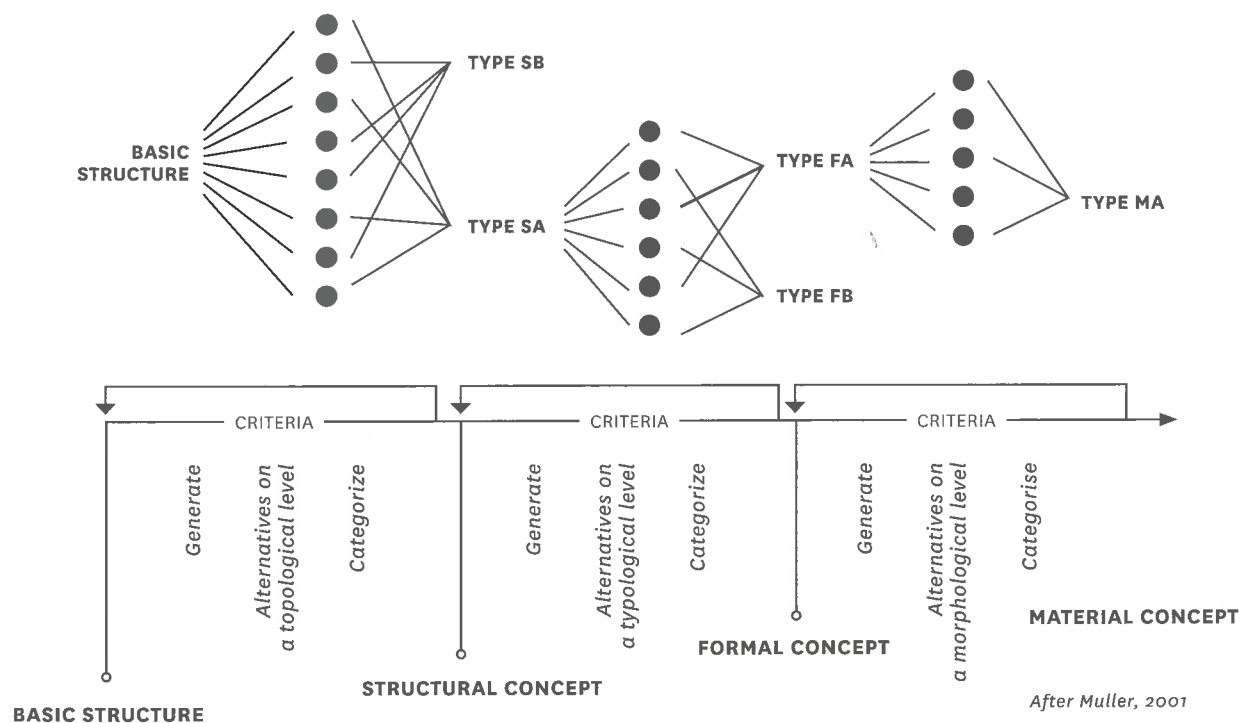 TYPE SB
BASIC
STRUCTURE
TYPE FA
TYPE MA
TYPE SA
TYPE FB
CRITERIA
CRITERIA
CRITERIA
Generate
Alternatives on
a topological level
Categorize
Generate
Alternatives on
a typological level
Categorize
Generate
Alternatives on
a morphological level
Categorise
MATERIAL CONCEPT
FORMAL CONCEPT
STRUCTURAL CONCEPT
After Muller, 2001
BASIC STRUCTURE